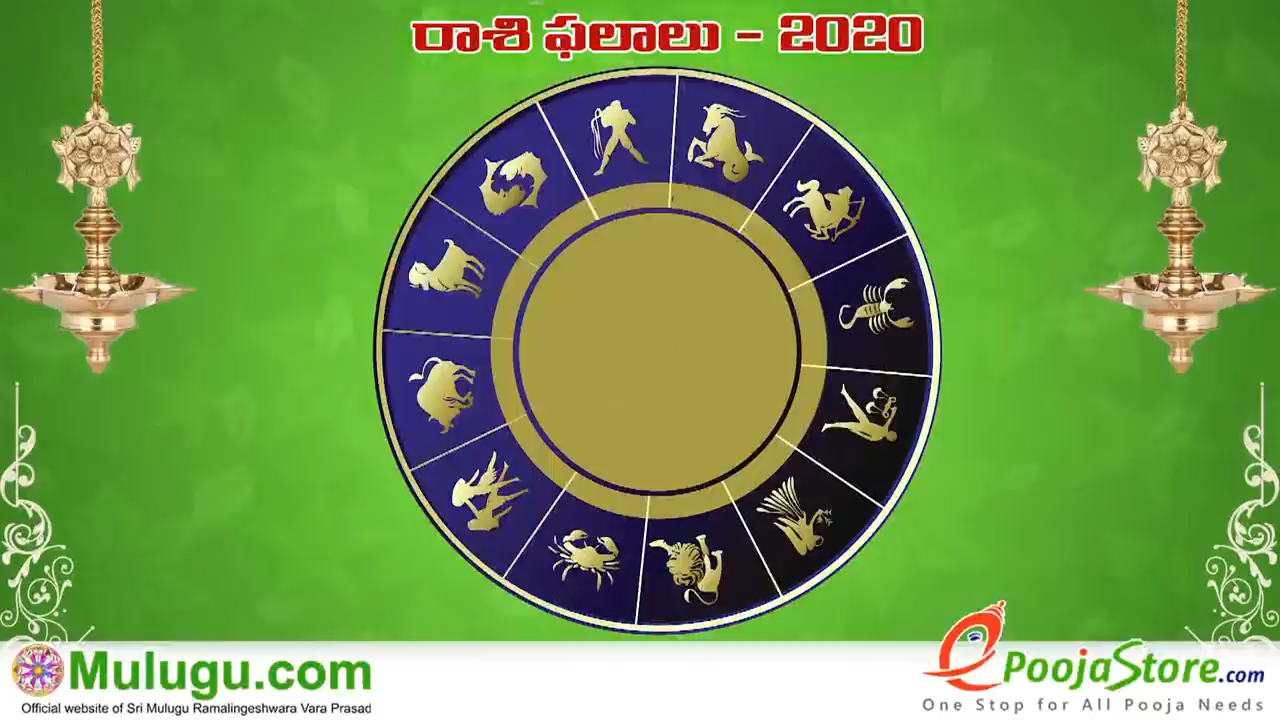 రాశి ఫలాలు - 2020
Mulugu.com
Official website of Sri Mulugu Ramalingeshwara Vara Prasad
ePoojaStore.com
One Stop for All Pooja Needs